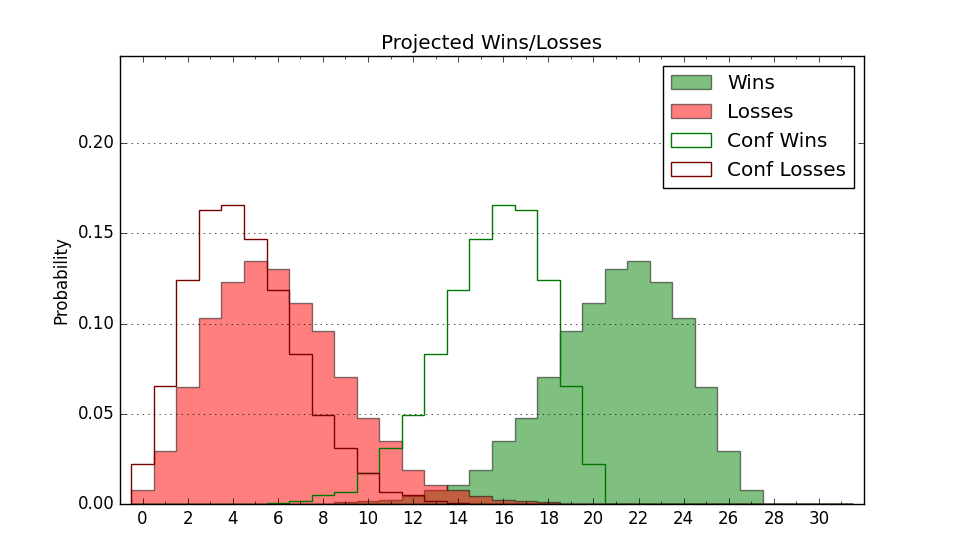 Projected Wins/Losses
Wins
Losses
Conf Wins
Conf Losses
Probability
0.20
0.15
0.10
0.05
0.00
0 2 4 6 8 10 12 14 16 18 20 22 24 26 28 30